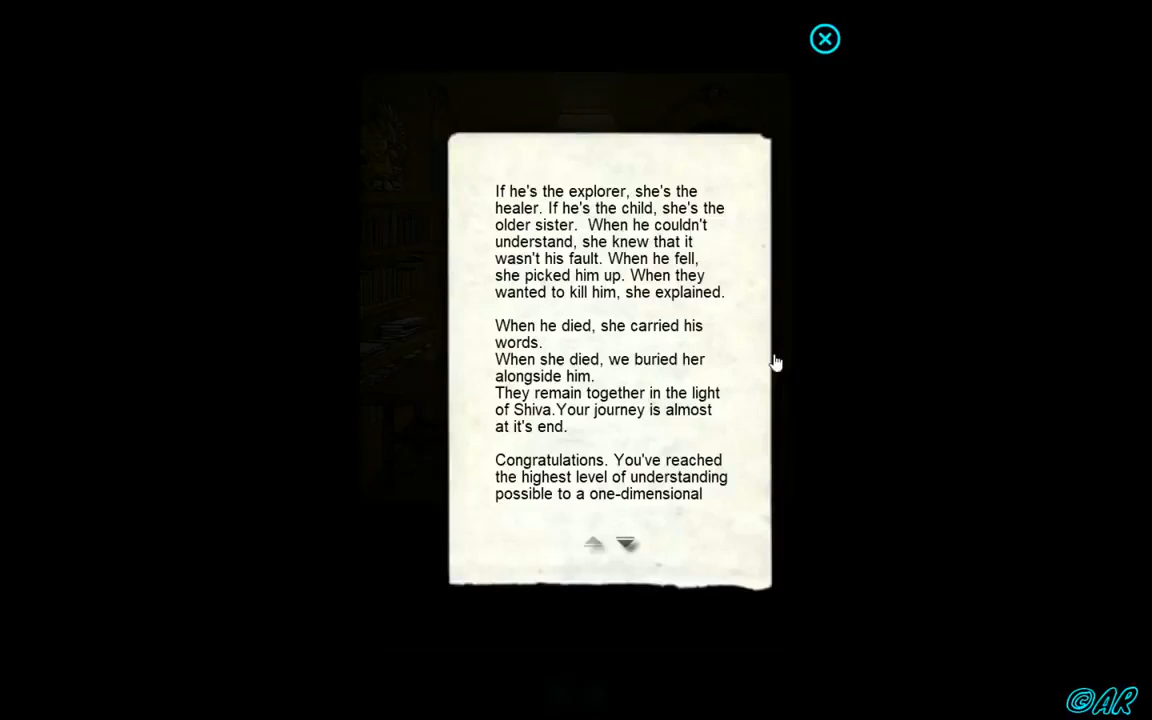 If he's the explorer, she's the
healer. If he's the child, she's the
older sister.  When he couldn't
understand, she knew that it
wasn't his fault. When he fell,
she picked him up. When they
wanted to kill him, she explained.
When he died, she carried his
words.
When she died, we buried her
alongside him.
They remain together in the light
of Shiva.Your journey is almost
at it's end.
Congratulations. You've reached
the highest level of understanding
possible to a one-dimensional
©AR